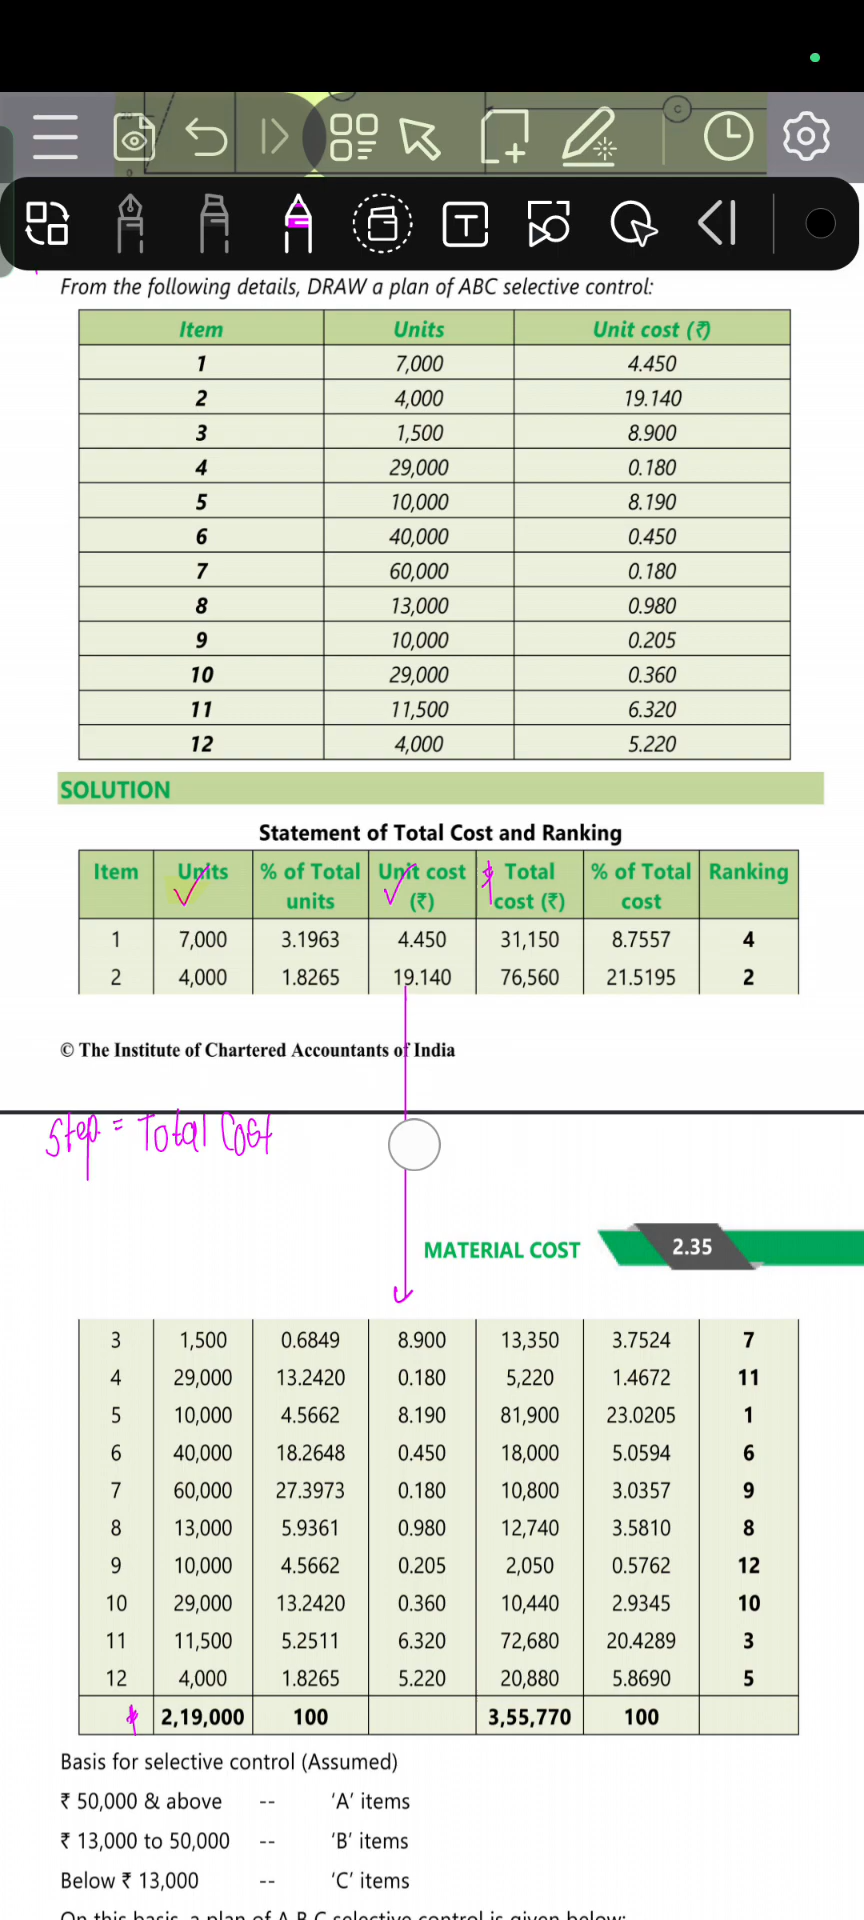 From the following details, DRAW a plan of ABC selective control:
Item Units Unit cost (₹)
1 7,000 4.450
2 4,000 19.140
3 1,500 8.900
4 29,000 0.180
5 10,000 8.190
6 40,000 0.450
7 60,000 0.180
8 13,000 0.980
9 10,000 0.205
10 29,000 0.360
11 11,500 6.320
12 4,000 5.220
SOLUTION
Statement of Total Cost and Ranking
Item Units % of Total units Unit cost (₹) Total cost (₹) % of Total cost Ranking
1 7,000 3.1963 4.450 31,150 8.7557 4
2 4,000 1.8265 19.140 76,560 21.5195 2
© The Institute of Chartered Accountants of India
Step = Total Cost
MATERIAL COST 2.35
3 1,500 0.6849 8.900 13,350 3.7524 7
4 29,000 13.2420 0.180 5,220 1.4672 11
5 10,000 4.5662 8.190 81,900 23.0205 1
6 40,000 18.2648 0.450 18,000 5.0594 6
7 60,000 27.3973 0.180 10,800 3.0357 9
8 13,000 5.9361 0.980 12,740 3.5810 8
9 10,000 4.5662 0.205 2,050 0.5762 12
10 29,000 13.2420 0.360 10,440 2.9345 10
11 11,500 5.2511 6.320 72,680 20.4289 3
12 4,000 1.8265 5.220 20,880 5.8690 5
2,19,000 100 3,55,770 100
Basis for selective control (Assumed)
₹ 50,000 & above -- 'A' items
₹ 13,000 to 50,000 -- 'B' items
Below ₹ 13,000 -- 'C' items
On this basis, a plan of A B C selective control is given below: